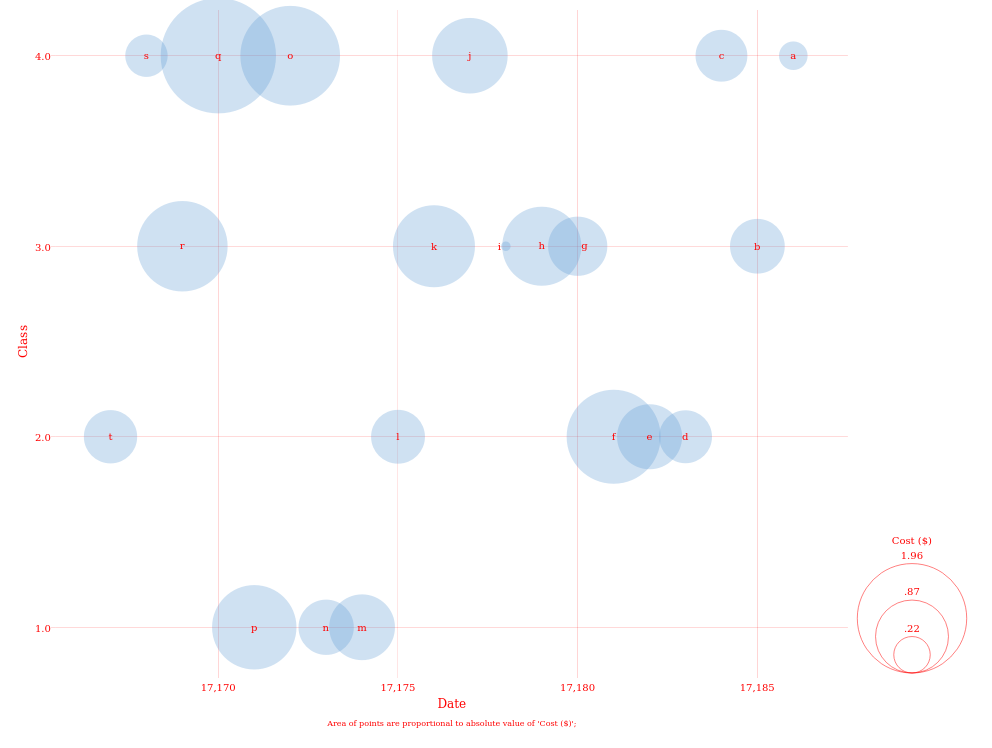 4.0
s
q
o
j
c
a
3.0
r
k
i
h
g
b
Class
2.0
t
l
f
e
d
Cost ($)
1.96
.87
.22
1.0
p
n
m
17,170
17,175
17,180
17,185
Date
Area of points are proportional to absolute value of 'Cost ($)';